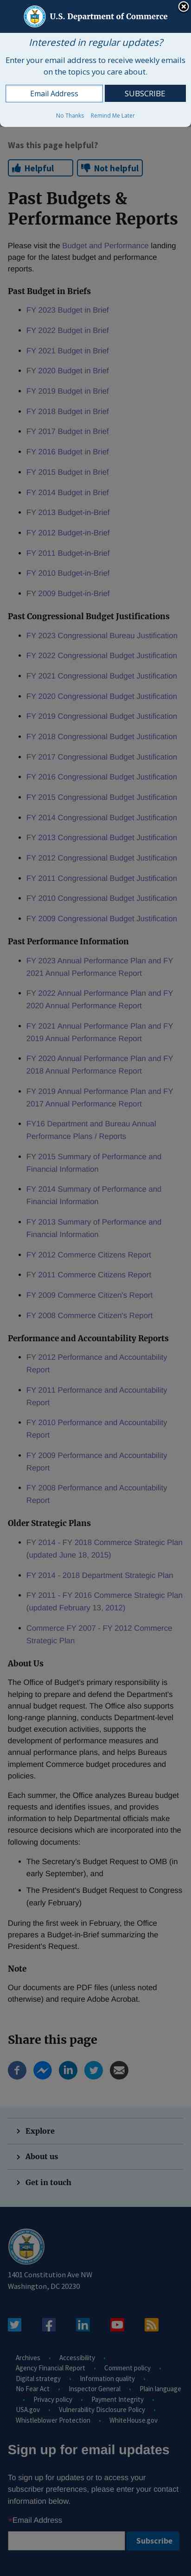 U.S. Department of Commerce
Interested in regular updates?
Enter your email address to receive weekly emails
on the topics you care about.
Email Address
SUBSCRIBE
No Thanks Remind Me Later
Was this page helpful?
Helpful
Not helpful
Past Budgets &
Performance Reports
Please visit the Budget and Performance landing
page for the latest budget and performance
reports.
Past Budget in Briefs
FY 2023 Budget in Brief
FY 2022 Budget in Brief
FY 2021 Budget in Brief
FY 2020 Budget in Brief
FY 2019 Budget in Brief
FY 2018 Budget in Brief
FY 2017 Budget in Brief
FY 2016 Budget in Brief
FY 2015 Budget in Brief
FY 2014 Budget in Brief
FY 2013 Budget-in-Brief
FY 2012 Budget-in-Brief
FY 2011 Budget-in-Brief
FY 2010 Budget-in-Brief
FY 2009 Budget-in-Brief
Past Congressional Budget Justifications
FY 2023 Congressional Bureau Justification
FY 2022 Congressional Budget Justification
FY 2021 Congressional Budget Justification
FY 2020 Congressional Budget Justification
FY 2019 Congressional Budget Justification
FY 2018 Congressional Budget Justification
FY 2017 Congressional Budget Justification
FY 2016 Congressional Budget Justification
FY 2015 Congressional Budget Justification
FY 2014 Congressional Budget Justification
FY 2013 Congressional Budget Justification
FY 2012 Congressional Budget Justification
FY 2011 Congressional Budget Justification
FY 2010 Congressional Budget Justification
FY 2009 Congressional Budget Justification
Past Performance Information
FY 2023 Annual Performance Plan and FY
2021 Annual Performance Report
FY 2022 Annual Performance Plan and FY
2020 Annual Performance Report
FY 2021 Annual Performance Plan and FY
2019 Annual Performance Report
FY 2020 Annual Performance Plan and FY
2018 Annual Performance Report
FY 2019 Annual Performance Plan and FY
2017 Annual Performance Report
FY16 Department and Bureau Annual
Performance Plans / Reports
FY 2015 Summary of Performance and
Financial Information
FY 2014 Summary of Performance and
Financial Information
FY 2013 Summary of Performance and
Financial Information
FY 2012 Commerce Citizens Report
FY 2011 Commerce Citizens Report
FY 2009 Commerce Citizen's Report
FY 2008 Commerce Citizen's Report
Performance and Accountability Reports
FY 2012 Performance and Accountability
Report
FY 2011 Performance and Accountability
Report
FY 2010 Performance and Accountability
Report
FY 2009 Performance and Accountability
Report
FY 2008 Performance and Accountability
Report
Older Strategic Plans
FY 2014 - FY 2018 Commerce Strategic Plan
(updated June 18, 2015)
FY 2014 - 2018 Department Strategic Plan
FY 2011 - FY 2016 Commerce Strategic Plan
(updated February 13, 2012)
Commerce FY 2007 - FY 2012 Commerce
Strategic Plan
About Us
The Office of Budget's primary responsibility is
helping to prepare and defend the Department's
annual budget requests. The Office also
coordinates long-range planning, conducts Department-level
budget execution activities, supports the
development of performance measures and
annual performance plans, and helps Bureaus
implement Commerce budget procedures and
policies.
Each summer, the Office analyzes Bureau budget
requests and identifies issues, and provides
information to help Department officials make
resource decisions which are incorporated into the
following documents:
The Secretary's Budget Request to OMB (in
early September), and
The President's Budget Request to Congress
(early February)
During the first week in February, the Office
prepares a Budget-in-Brief summarizing the
President's Request.
Note
Our documents are PDF files (unless noted
otherwise) and require Adobe Acrobat.
Share this page
Explore
About us
Get in touch
1401 Constitution Ave NW
Washington, DC 20230
Archives - Accessibility -
Agency Financial Report - Comment policy -
Digital strategy - Information quality -
No Fear Act - Inspector General - Plain language
- Privacy policy - Payment Integrity -
USA.gov - Vulnerability Disclosure Policy -
Whistleblower Protection - WhiteHouse.gov
Sign up for email updates
To sign up for updates or to access your
subscriber preferences, please enter your contact
information below.
*Email Address
Subscribe